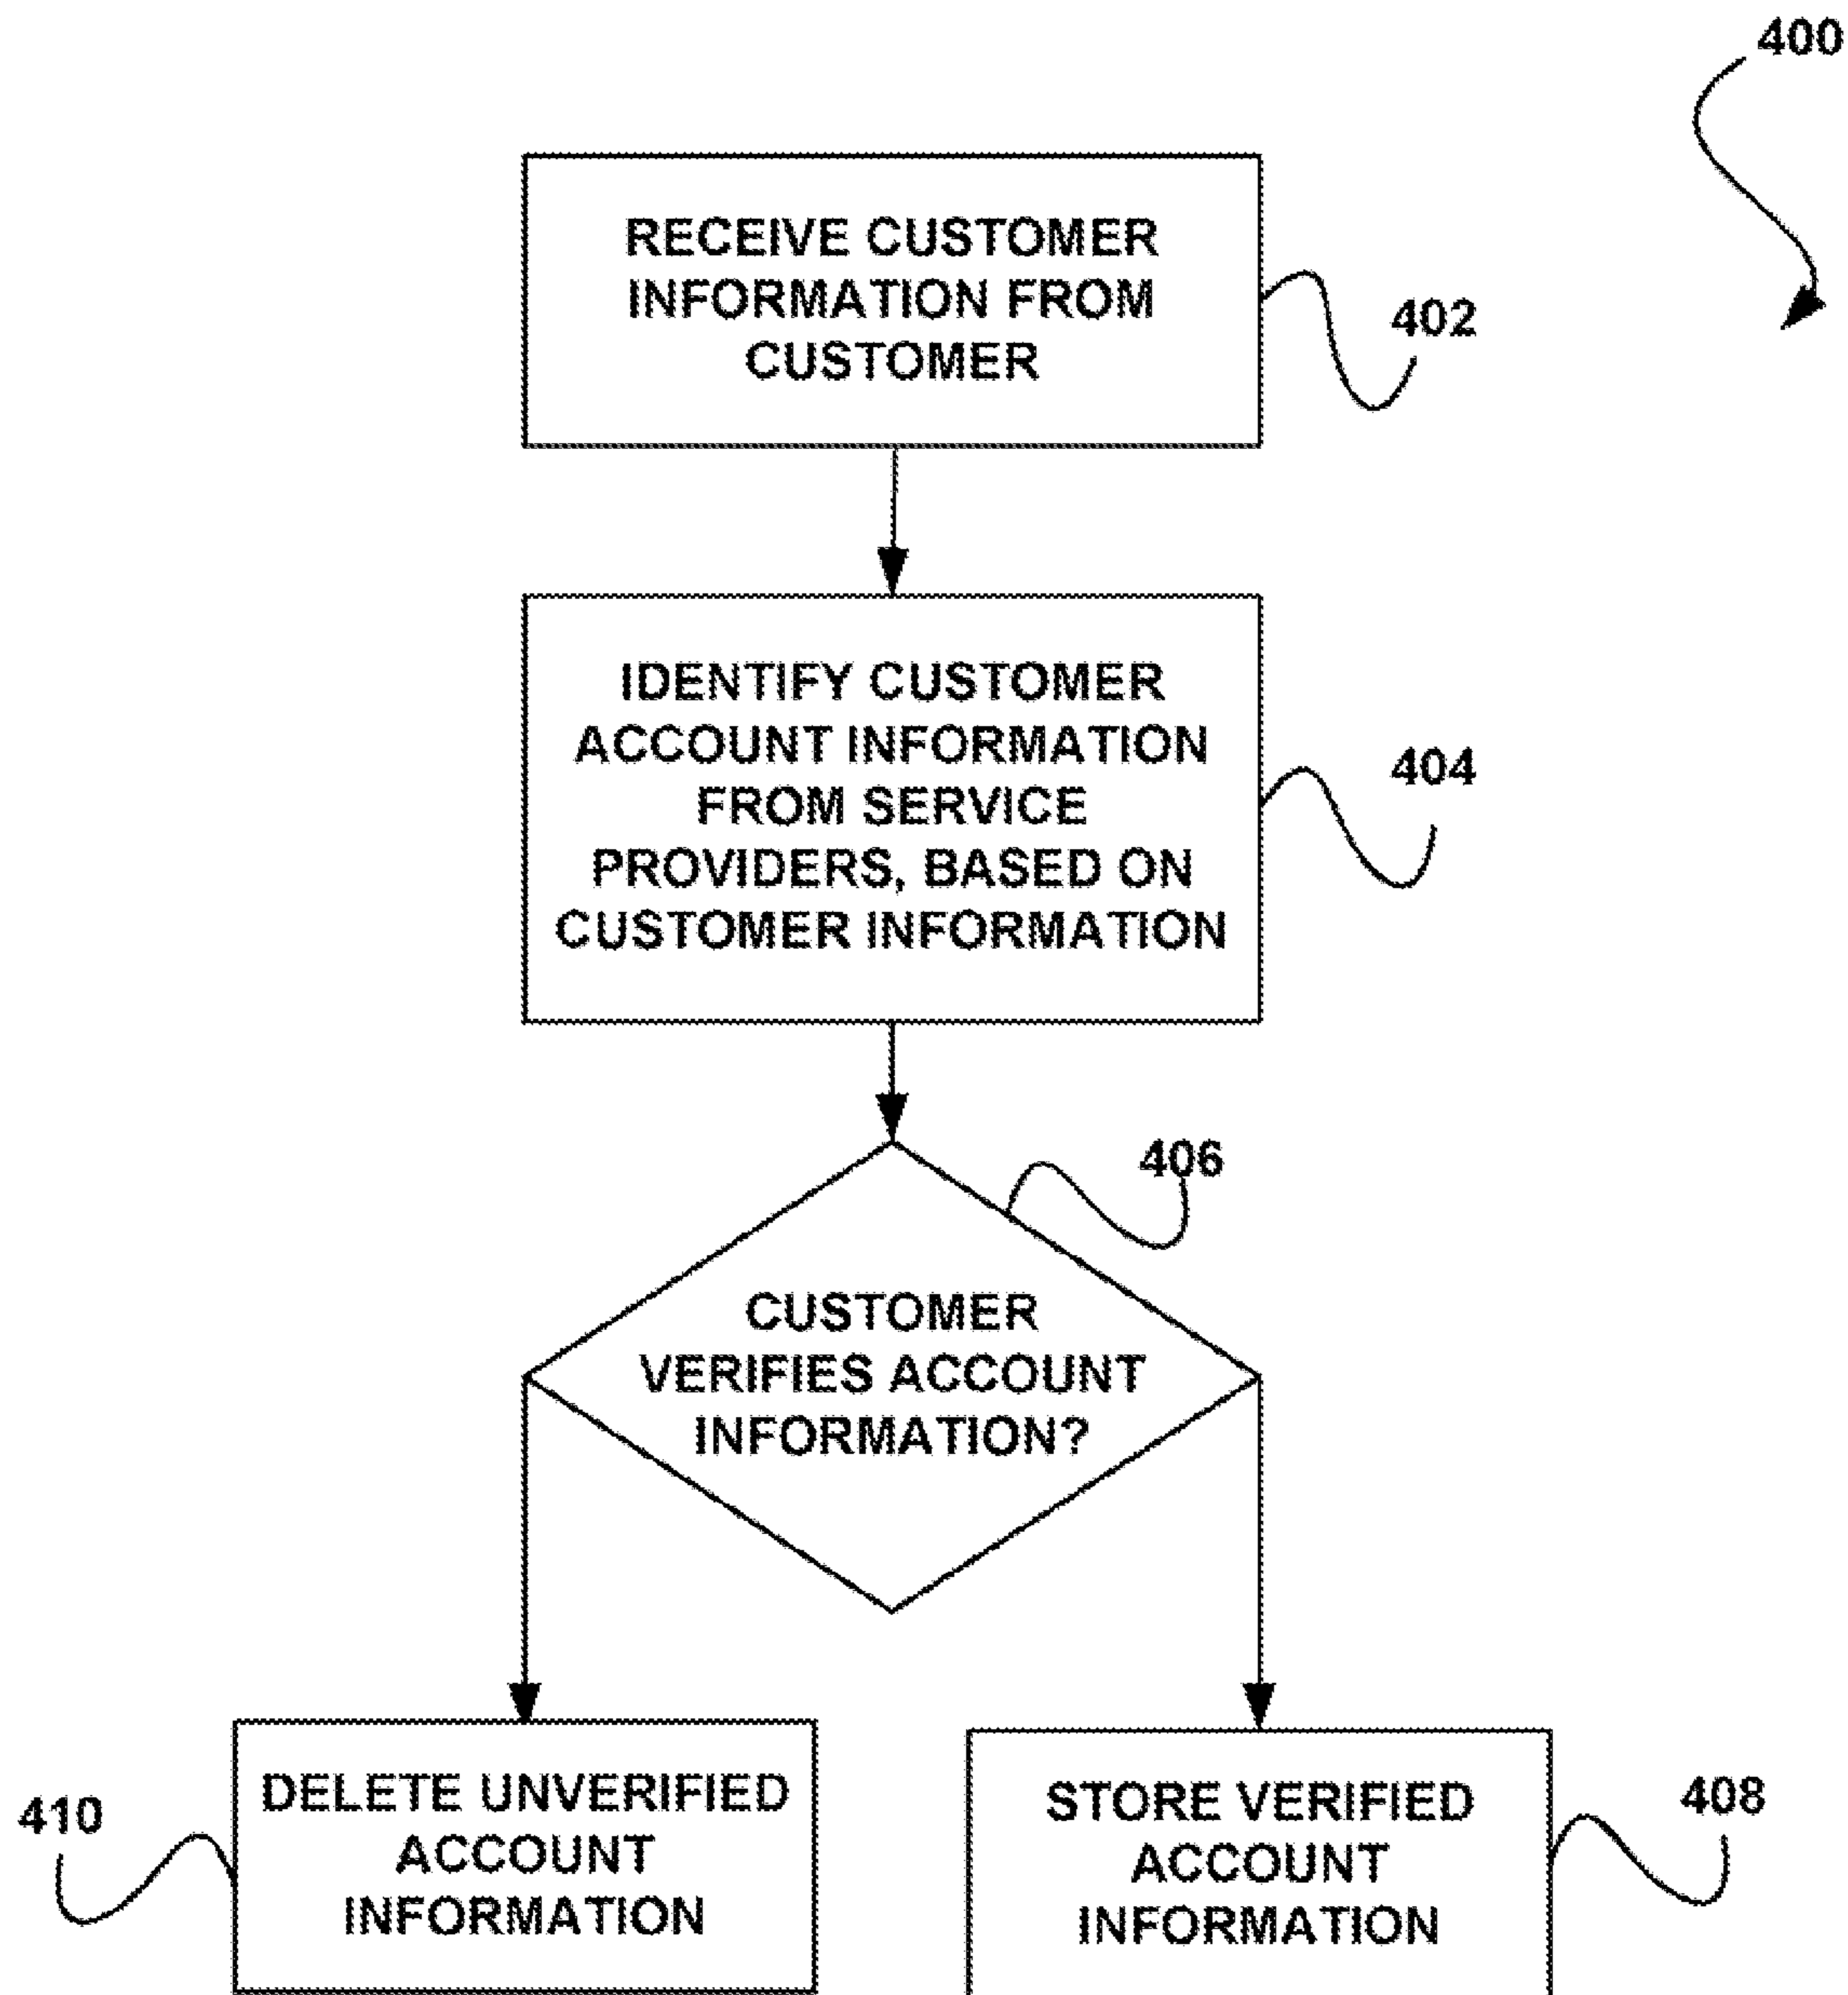 400
RECEIVE CUSTOMER
INFORMATION FROM
CUSTOMER
402
IDENTIFY CUSTOMER
ACCOUNT INFORMATION
FROM SERVICE
PROVIDERS, BASED ON
CUSTOMER INFORMATION
404
406
CUSTOMER
VERIFIES ACCOUNT
INFORMATION?
410
DELETE UNVERIFIED
ACCOUNT
INFORMATION
STORE VERIFIED
ACCOUNT
INFORMATION
408